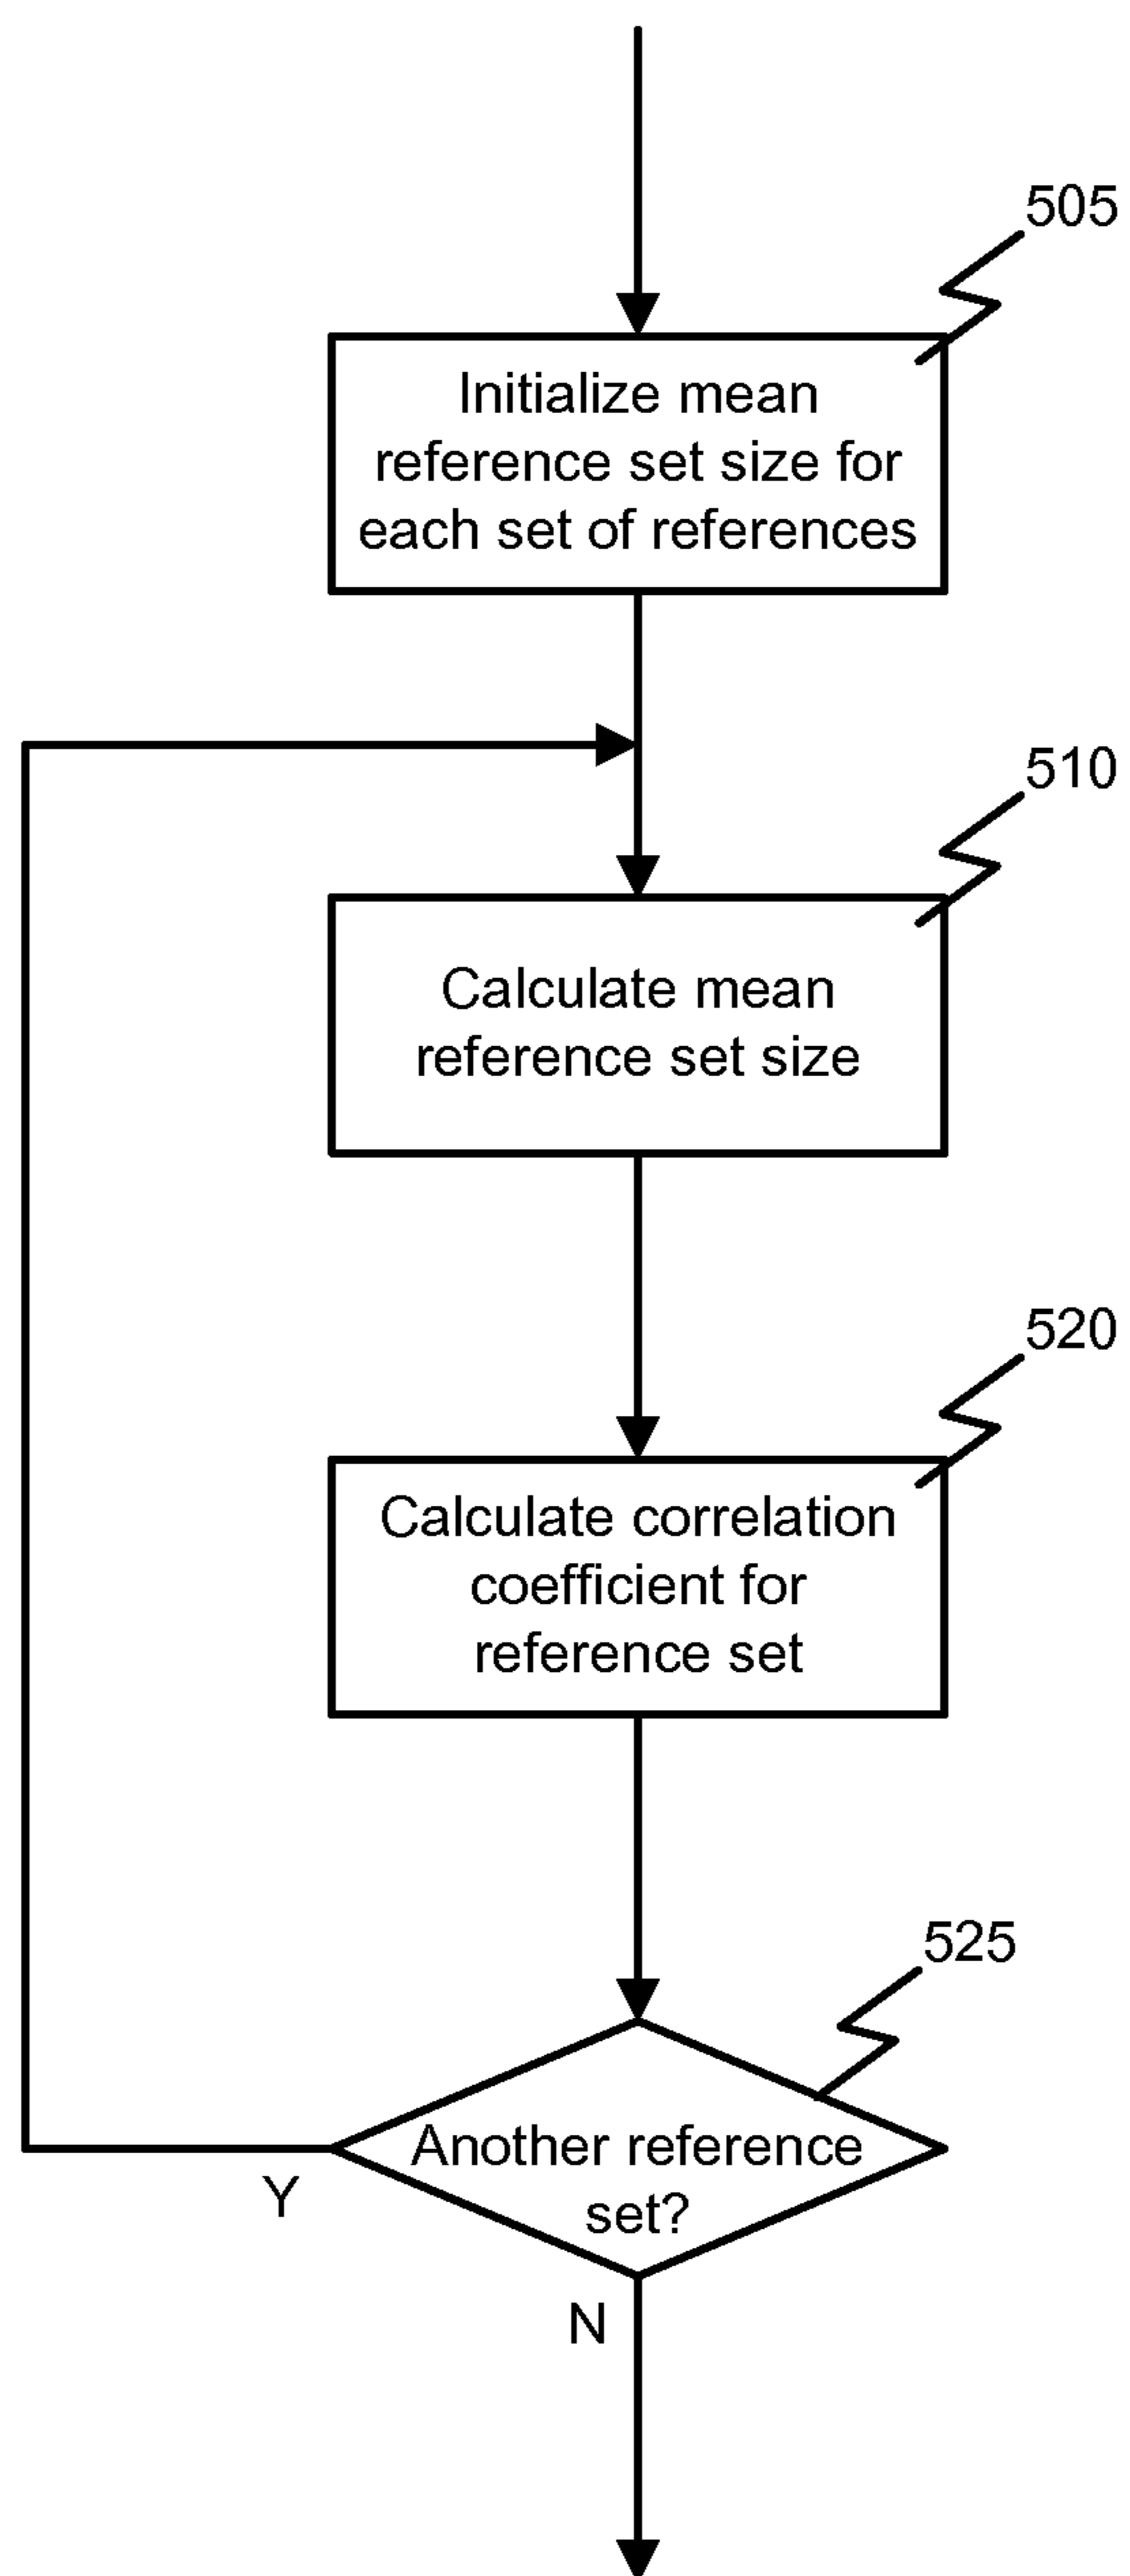 505
Initialize mean
reference set size for
each set of references
510
Calculate mean
reference set size
520
Calculate correlation
coefficient for
reference set
525
Another reference
set?
Y
N